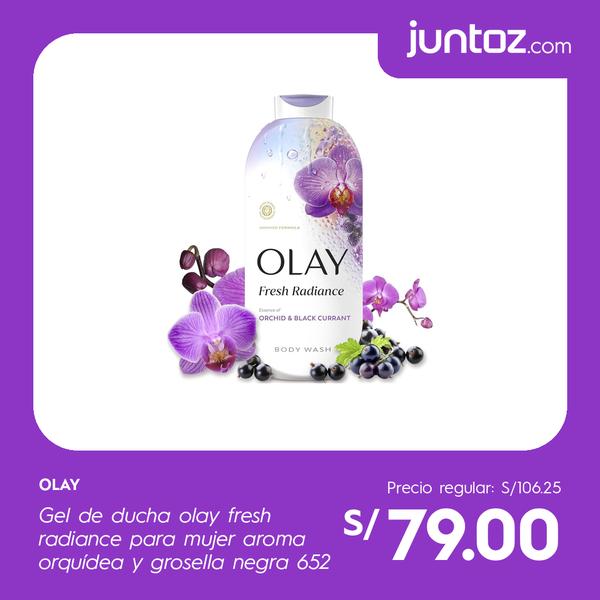 juntoz.com
OLAY
Fresh Radiance
Essence of
ORCHID & BLACK CURRANT
BODY WASH
OLAY
Gel de ducha olay fresh
radiance para mujer aroma
orquídea y grosella negra 652
Precio regular: S/106.25
S/79.00